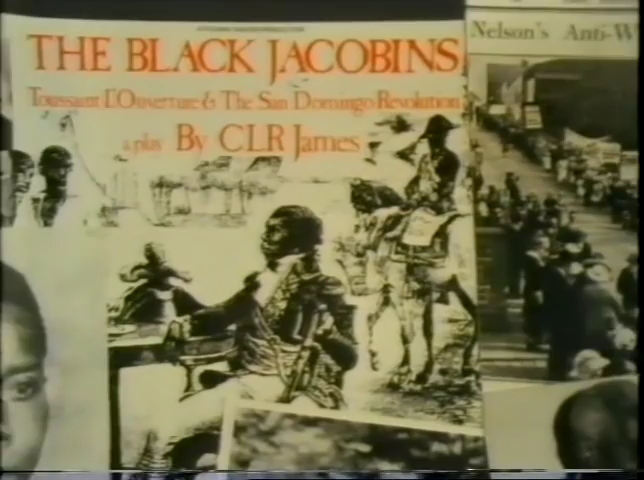 THE BLACK JACOBINS
Toussaint L'Ouverture & The San Domingo Revolution
a play By CLR James
Nelson's Anti-W